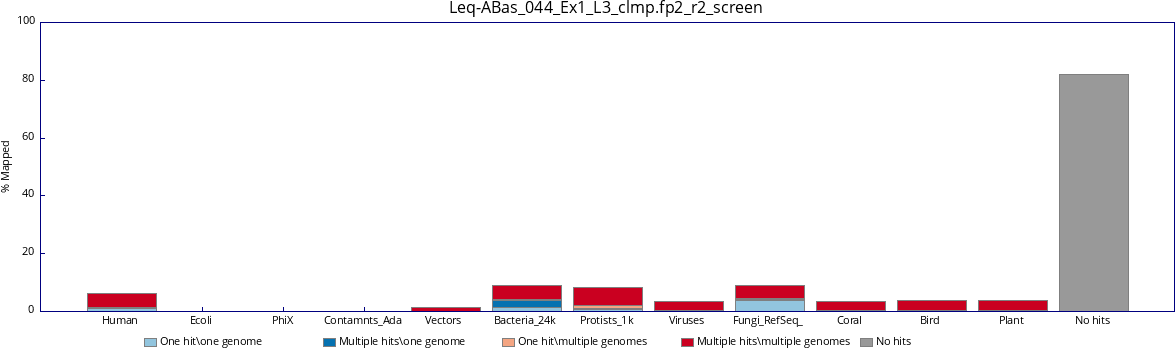 Leq-ABas_044_Ex1_L3_clmp.fp2_r2_screen
100
80
60
40
20
0
% Mapped
Human Ecoli PhiX Contamnts_Ada Vectors Bacteria_24k Protists_1k Viruses Fungi_RefSeq_ Coral Bird Plant No hits
One hit\one genome Multiple hits\one genome One hit\multiple genomes Multiple hits\multiple genomes No hits